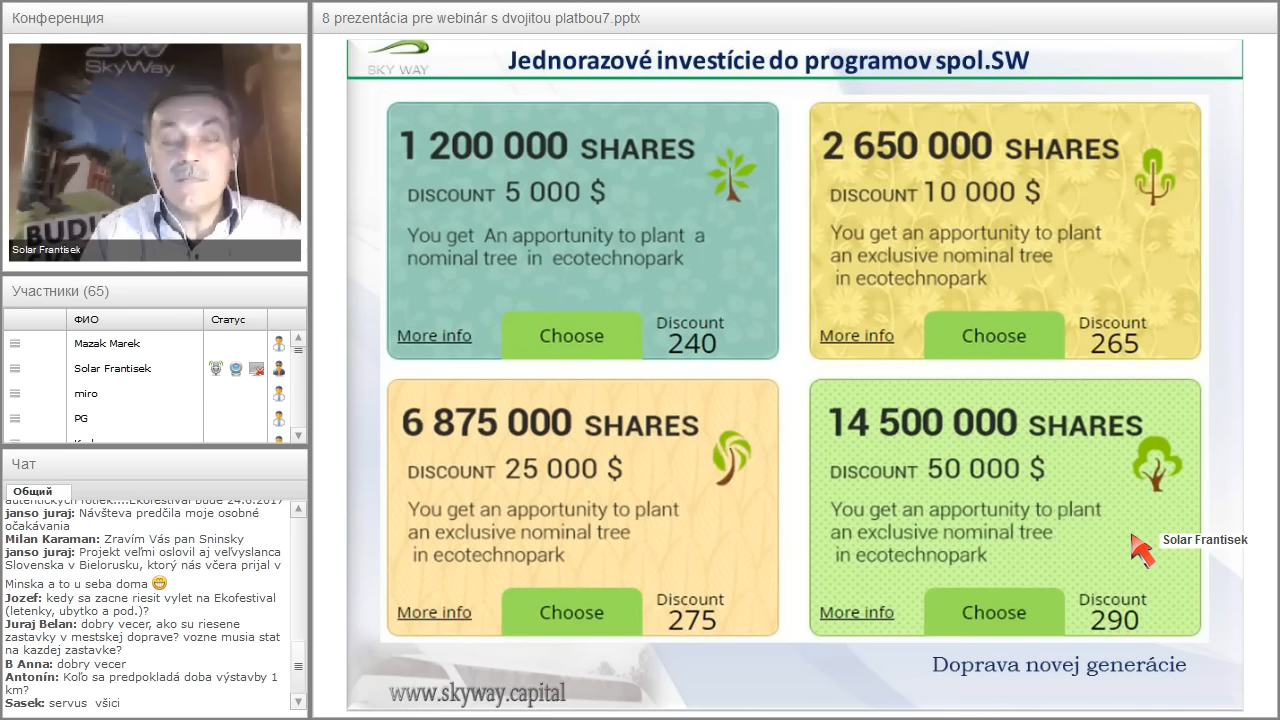 Конференция
SkyWay
BUDU
Solar Frantisek
Участники (65)
ФИО
Статус
Mazak Marek
Solar Frantisek
miro
PG
Чат
Общий
autentických fotiek....Ekofestival bude 24.6.2017
janso juraj: Návšteva predčila moje osobné
očakávania
Milan Karaman: Zravím Vás pan Bninsky
janso juraj: Projekt veľmi oslovil aj veľvyslanca
Slovenska v Bielorusku, ktorý nás včera prijal v
Minska a to u seba doma
Jozef: kedy sa zacne riesit vylet na Ekofestival
(letenky, ubytko a pod.)?
Juraj Belan: dobry vecer, ako su riesene
zastavky v mestskej doprave? vozne musia stat
na kazdej zastavke?
B Anna: dobry vecer
Antonín: Koľo sa predpokladá doba výstavby 1
km?
Sasek: servus všici
8 prezentácia pre webinár s dvojitou platbou7.pptx
SKY WAY
Jednorazové investície do programov spol.SW
1 200 000 SHARES
DISCOUNT 5 000 $
You get An apportunity to plant a
nominal tree in ecotechnopark
More info
Choose
Discount
240
2 650 000 SHARES
DISCOUNT 10 000 $
You get an apportunity to plant
an exclusive nominal tree
in ecotechnopark
More info
Choose
Discount
265
6 875 000 SHARES
DISCOUNT 25 000 $
You get an apportunity to plant
an exclusive nominal tree
in ecotechnopark
More info
Choose
Discount
275
14 500 000 SHARES
DISCOUNT 50 000 $
You get an apportunity to plant
an exclusive nominal tree
in ecotechnopark
More info
Choose
Discount
290
Solar Frantisek
Doprava novej generácie
www.skyway.capital